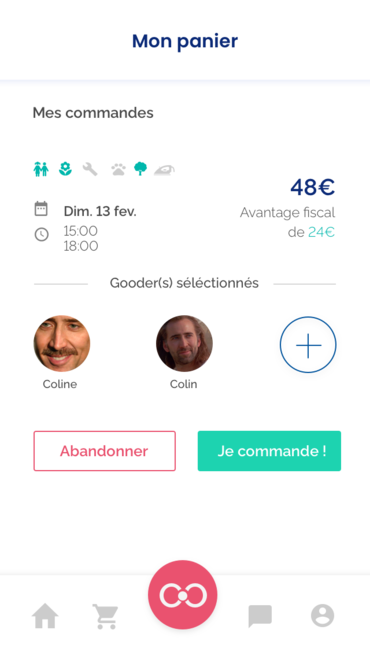 Mon panier
Mes commandes
48€
Dim. 13 fev.
Avantage fiscal
15:00
de 24€
18:00
Gooder(s) séléctionnés
Coline
Colin
Abandonner
Je commande !